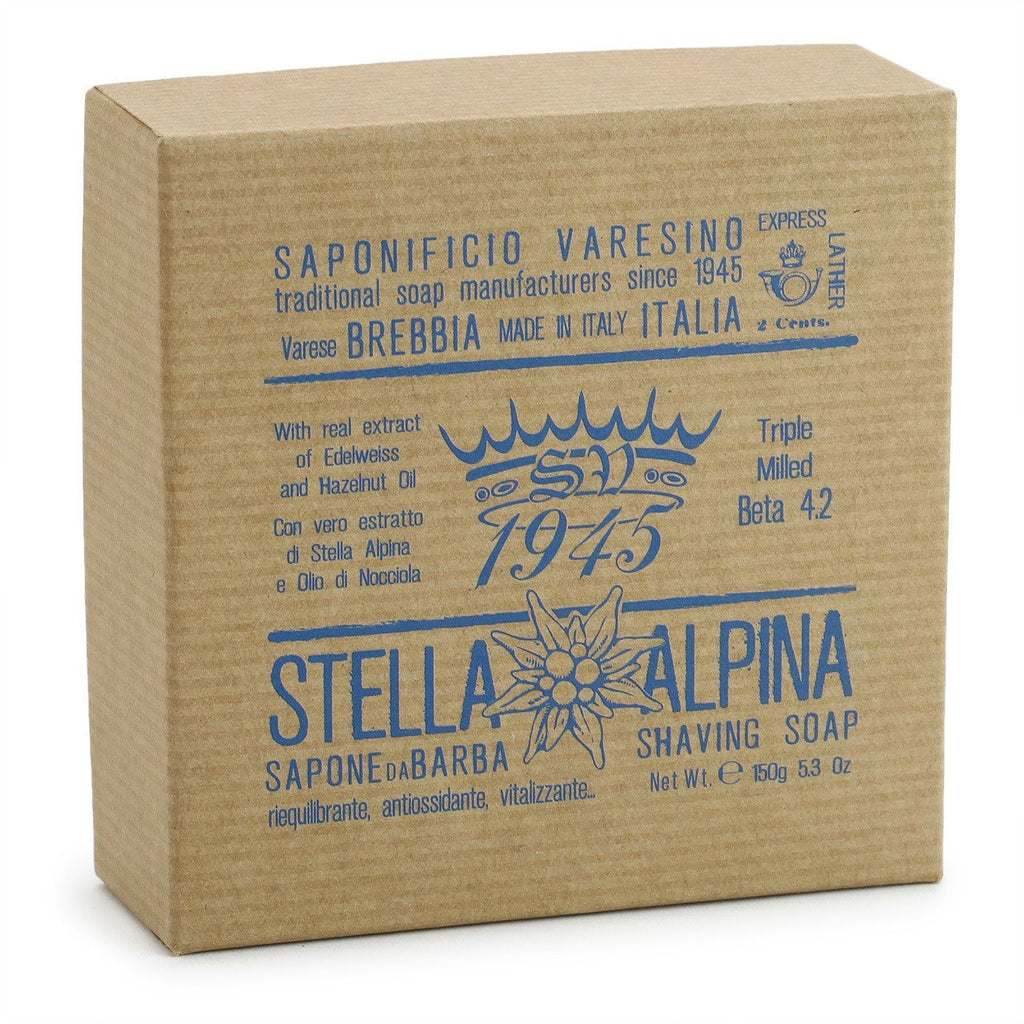 SAPONIFICIO VARESINO
traditional soap manufacturers since 1945
Varese BREBBIA MADE IN ITALY ITALIA
EXPRESS
LATHER
2 Cents.
With real extract
of Edelweiss
and Hazelnut Oil
Con vero estratto
di Stella Alpina
e Olio di Nocciola
SV
1945
Triple
Milled
Beta 4.2
STELLA ALPINA
SAPONE DA BARBA
SHAVING SOAP
riequilibrante, antiossidante, vitalizzante...
Net Wt. ℮ 150g 5.3 Oz